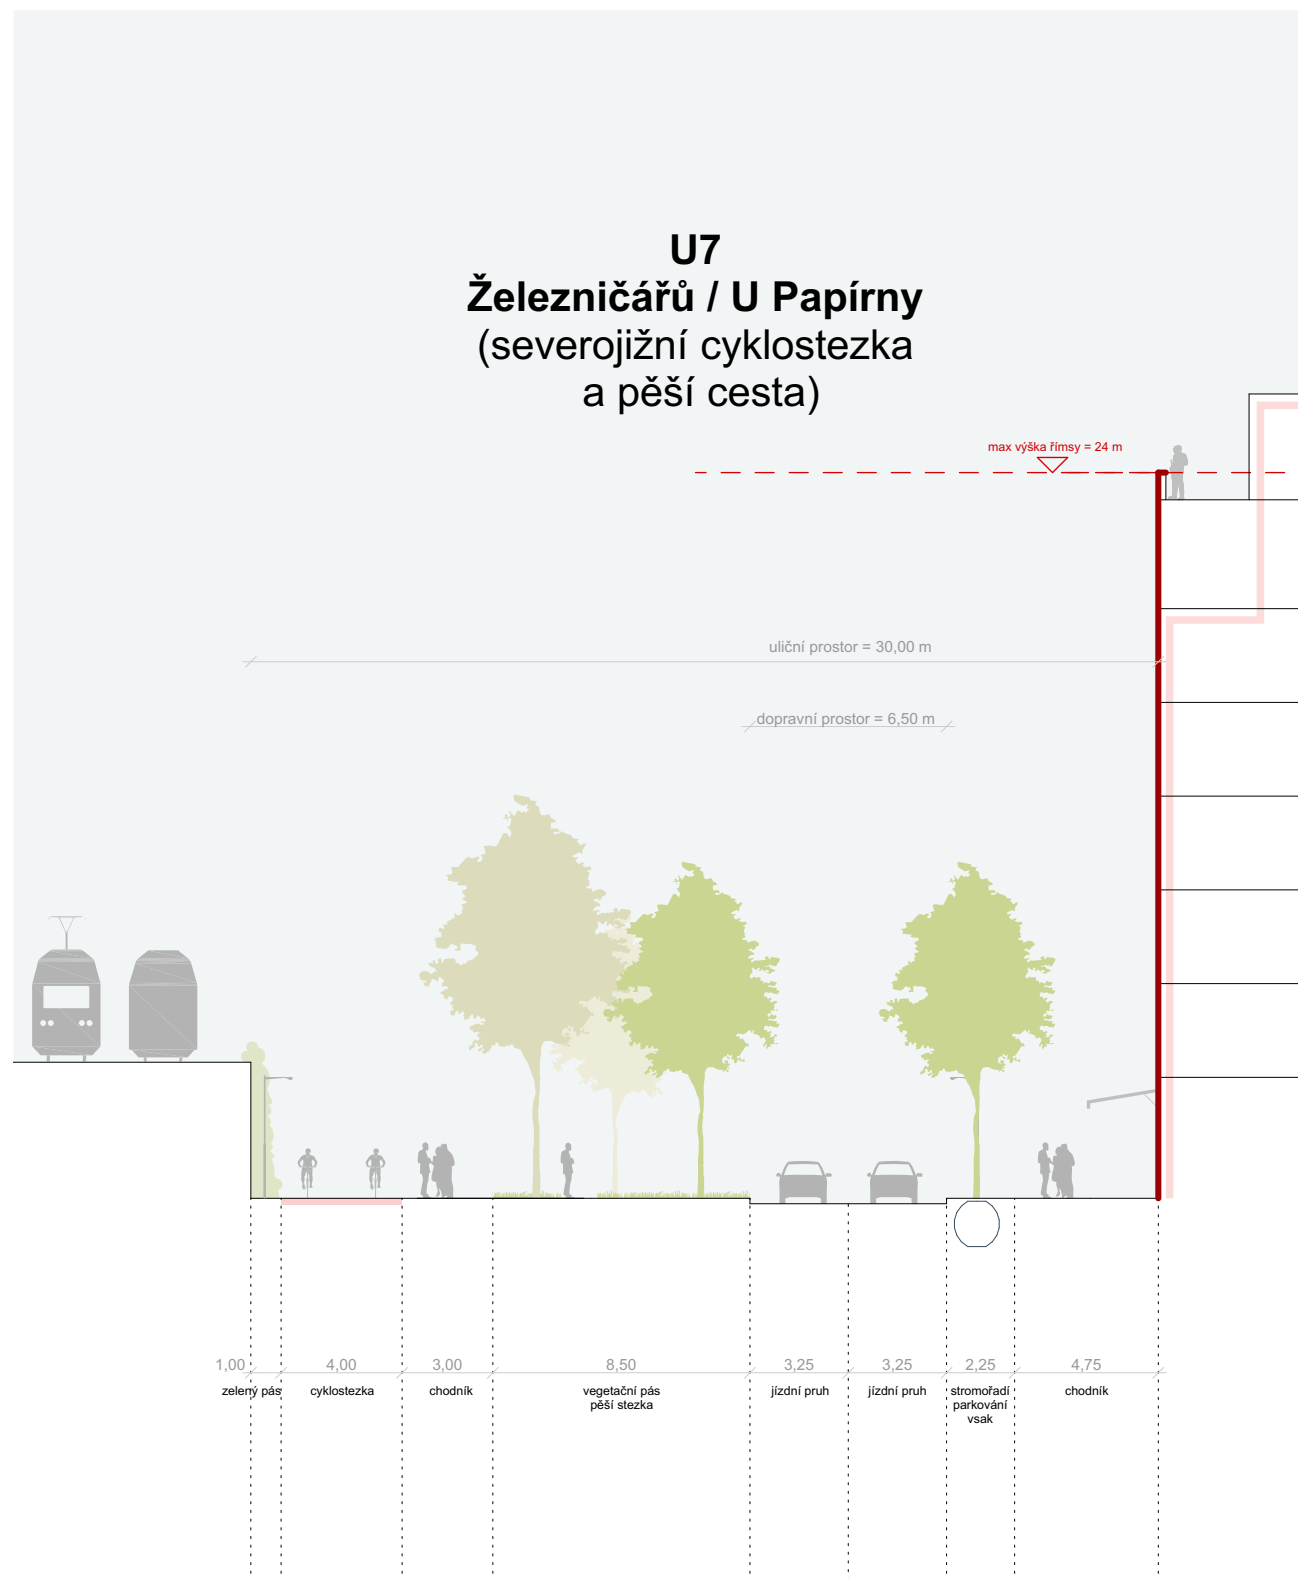 U7
Železničářů / U Papírny
(severojižní cyklostezka
a pěší cesta)
max výška římsy = 24 m
uliční prostor = 30,00 m
dopravní prostor = 6,50 m
1,00 4,00 3,00 8,50 3,25 3,25 2,25 4,75
zelený pás cyklostezka chodník vegetační pás jízdní pruh jízdní pruh stromořadí chodník
pěší stezka parkování
vsak